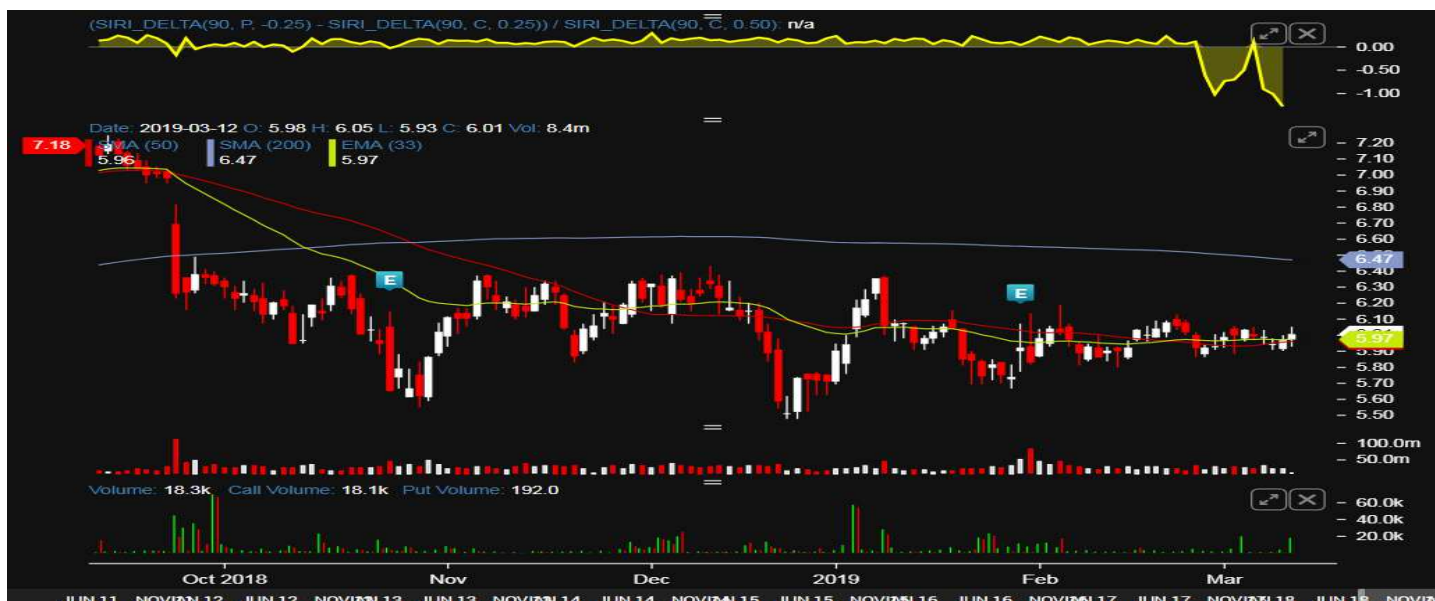 (SIRI_DELTA(90, P, -0.25) - SIRI_DELTA(90, C, 0.25)) / SIRI_DELTA(90, C, 0.50): n/a
0.00
-0.50
-1.00
Date: 2019-03-12 O: 5.98 H: 6.05 L: 5.93 C: 6.01 Vol: 8.4m
7.18
SMA (50) SMA (200) EMA (33)
5.96 6.47 5.97
7.20
7.10
7.00
6.90
6.80
6.70
6.60
6.47
6.40
6.30
6.20
6.10
5.97
5.90
5.80
5.70
5.60
5.50
E
E
100.0m
50.0m
Volume: 18.3k Call Volume: 18.1k Put Volume: 192.0
60.0k
40.0k
20.0k
Oct 2018 Nov Dec 2019 Feb Mar